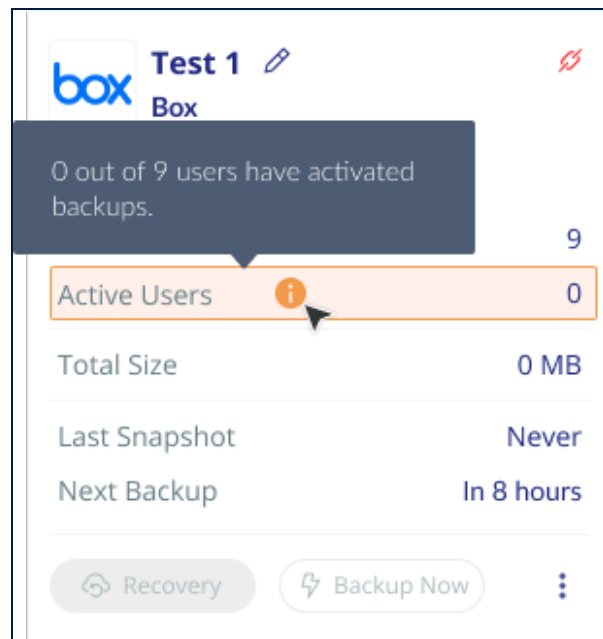 box
Test 1
Box
0 out of 9 users have activated
backups.
9
Active Users 0
Total Size 0 MB
Last Snapshot Never
Next Backup In 8 hours
Recovery Backup Now